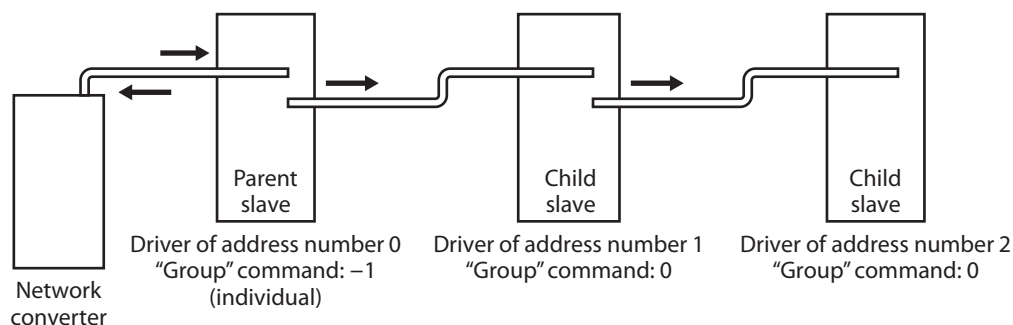 Parent
slave
Child
slave
Child
slave
Driver of address number 0
“Group” command: −1
(individual)
Driver of address number 1
“Group” command: 0
Driver of address number 2
“Group” command: 0
Network
converter